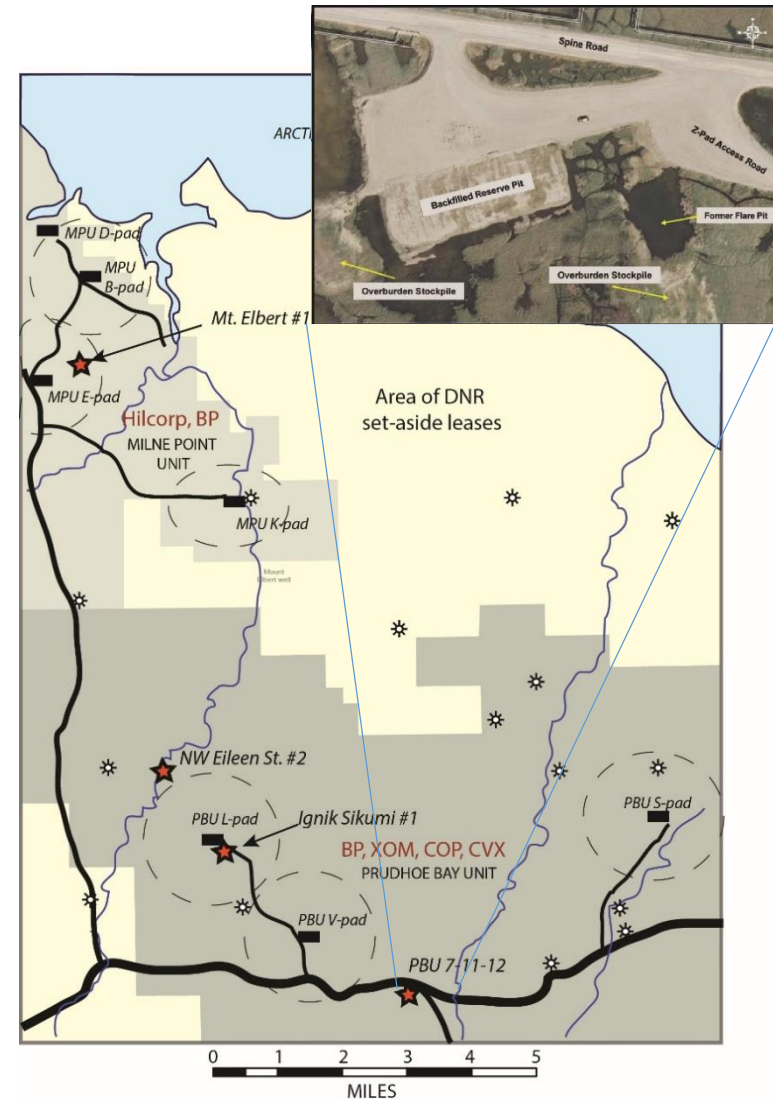 Spine Road
ARCTI
Z-Pad Access Road
Backfilled Reserve Pit
Former Flare Pit
Overburden Stockpile
Overburden Stockpile
MPU D-pad
MPU
B-pad
Mt. Elbert #1
MPU E-pad
Area of DNR
set-aside leases
Hilcorp, BP
MILNE POINT
UNIT
MPU K-pad
Mount
Elbert well
NW Eileen St. #2
PBU L-pad
Ignik Sikumi #1
PBU S-pad
BP, XOM, COP, CVX
PRUDHOE BAY UNIT
PBU V-pad
PBU 7-11-12
0 1 2 3 4 5
MILES